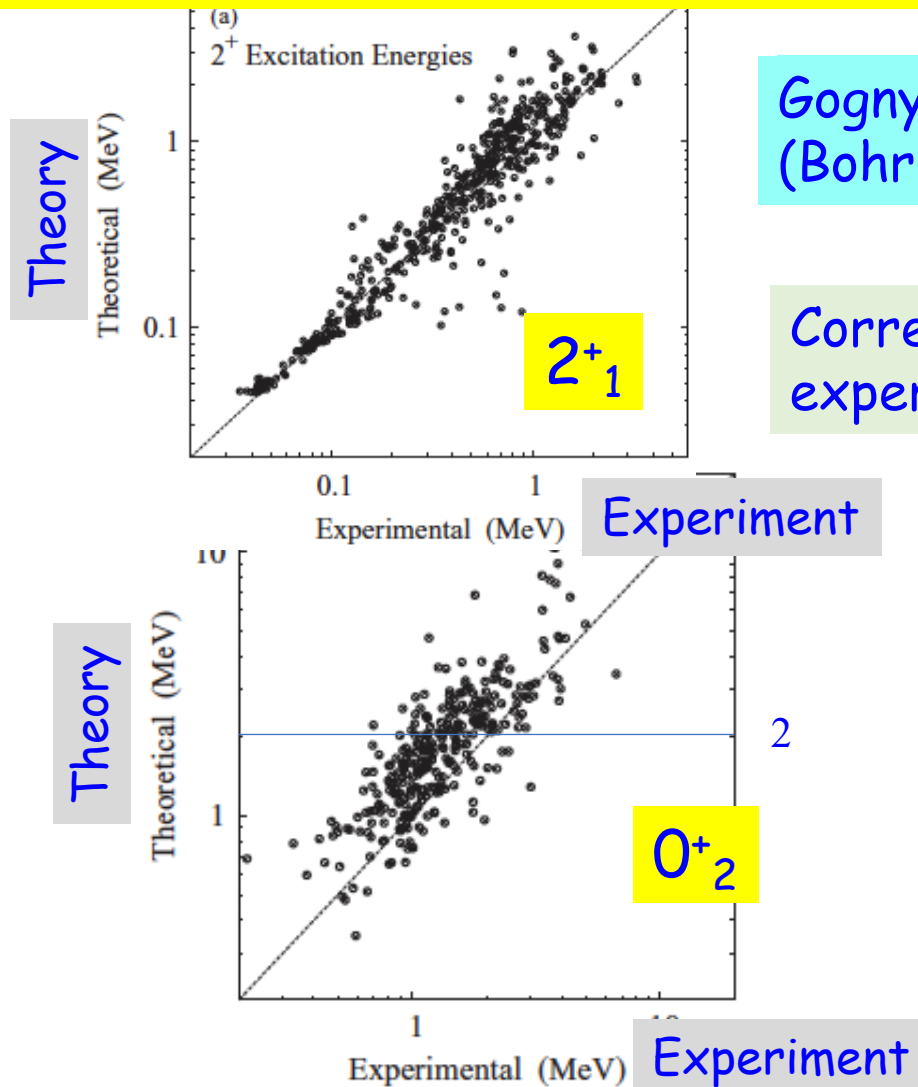 (a)
2⁺ Excitation Energies
Theory
Theoretical (MeV)
1
0.1
2⁺₁
0.1 1
Experimental (MeV)
Experiment
Gogny
(Bohr
Corre
exper
Theory
Theoretical (MeV)
10
1
2
0⁺₂
1 10
Experimental (MeV)
Experiment